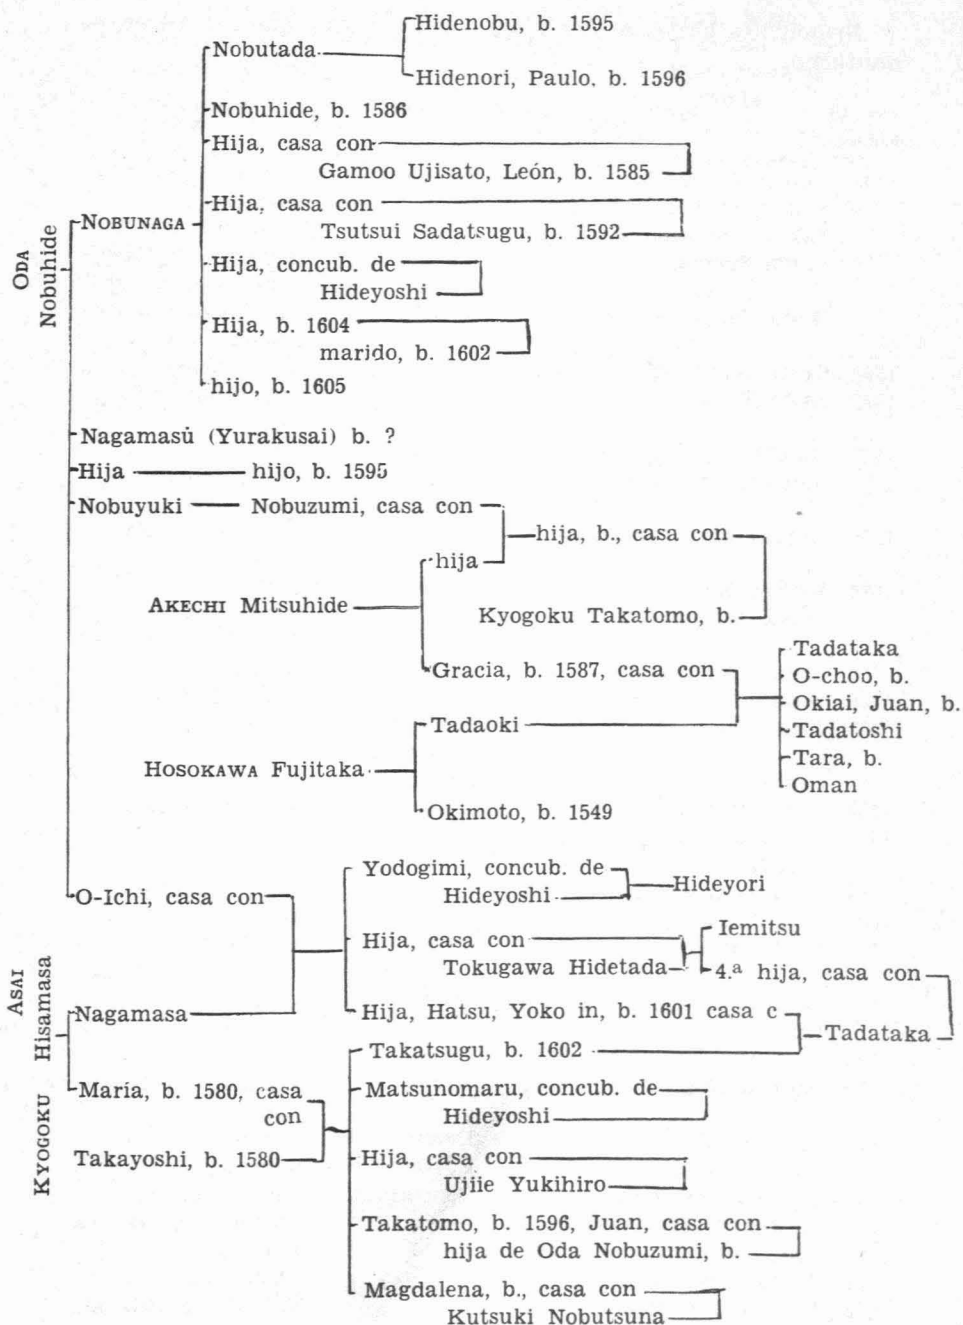 Hidenobu, b. 1595
Nobutada
Hidenori, Paulo, b. 1596
Nobuhide, b. 1586
Hija, casa con
Gamoo Ujisato, León, b. 1585
Hija, casa con
Tsutsui Sadatsugu, b. 1592
ODA
Nobuhide
NOBUNAGA
Hija, concub. de
Hideyoshi
Hija, b. 1604
marido, b. 1602
hijo, b. 1605
Nagamasù (Yurakusai) b. ?
Hija hijo, b. 1595
Nobuyuki Nobuzumi, casa con
hija, b., casa con
hija
AKECHI Mitsuhide
Kyogoku Takatomo, b.
Gracia, b. 1587, casa con
Tadataka
O-choo, b.
Okiai, Juan, b.
Tadatoshi
Tara, b.
Oman
Tadaoki
HOSOKAWA Fujitaka
Okimoto, b. 1549
Yodogimi, concub. de
Hideyoshi
Hideyori
O-Ichi, casa con
Hija, casa con
Tokugawa Hidetada
Iemitsu
4.ª hija, casa con
ASAI
Hisamasa
Nagamasa
Hija, Hatsu, Yoko in, b. 1601 casa c
Tadataka
Takatsugu, b. 1602
KYOGOKU
María, b. 1580, casa
con
Takayoshi, b. 1580
Matsunomaru, concub. de
Hideyoshi
Hija, casa con
Ujiie Yukihiro
Takatomo, b. 1596, Juan, casa con
hija de Oda Nobuzumi, b.
Magdalena, b., casa con
Kutsuki Nobutsuna